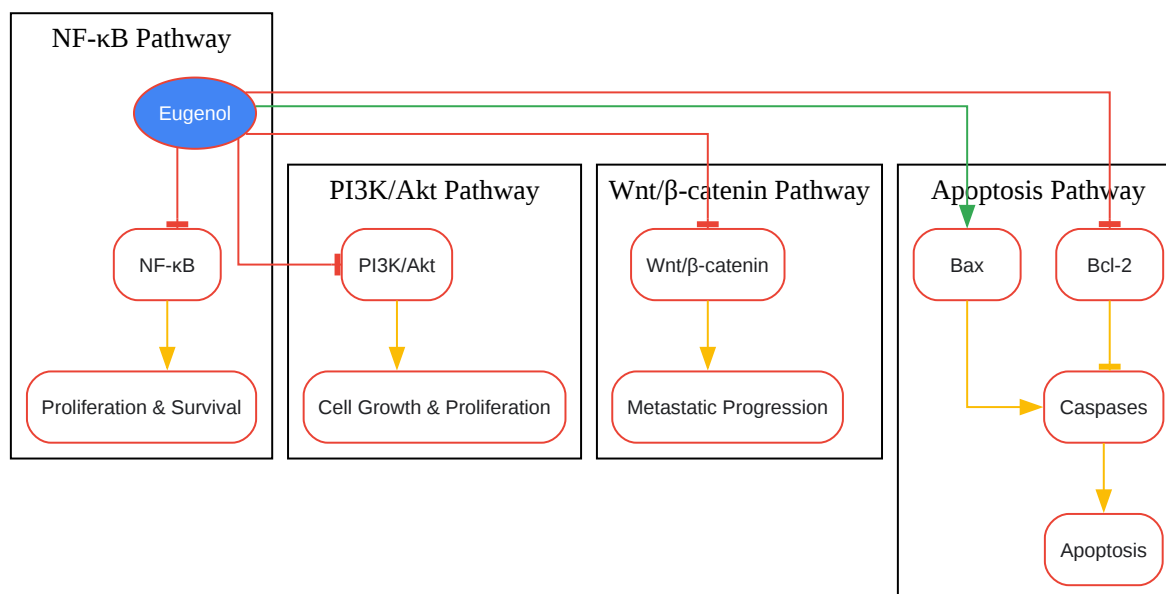 NF-κB Pathway
Eugenol
PI3K/Akt Pathway
Wnt/β-catenin Pathway
Apoptosis Pathway
NF-κB
PI3K/Akt
Wnt/β-catenin
Bax
Bcl-2
Proliferation & Survival
Cell Growth & Proliferation
Metastatic Progression
Caspases
Apoptosis